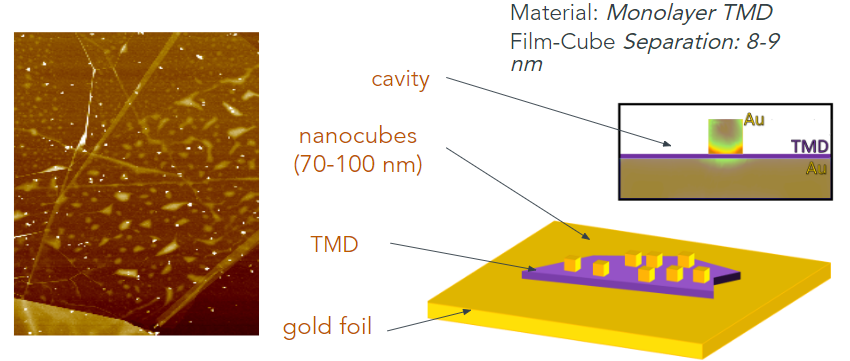 Material: Monolayer TMD
Film-Cube Separation: 8-9
nm
cavity
Au
TMD
Au
nanocubes
(70-100 nm)
TMD
gold foil